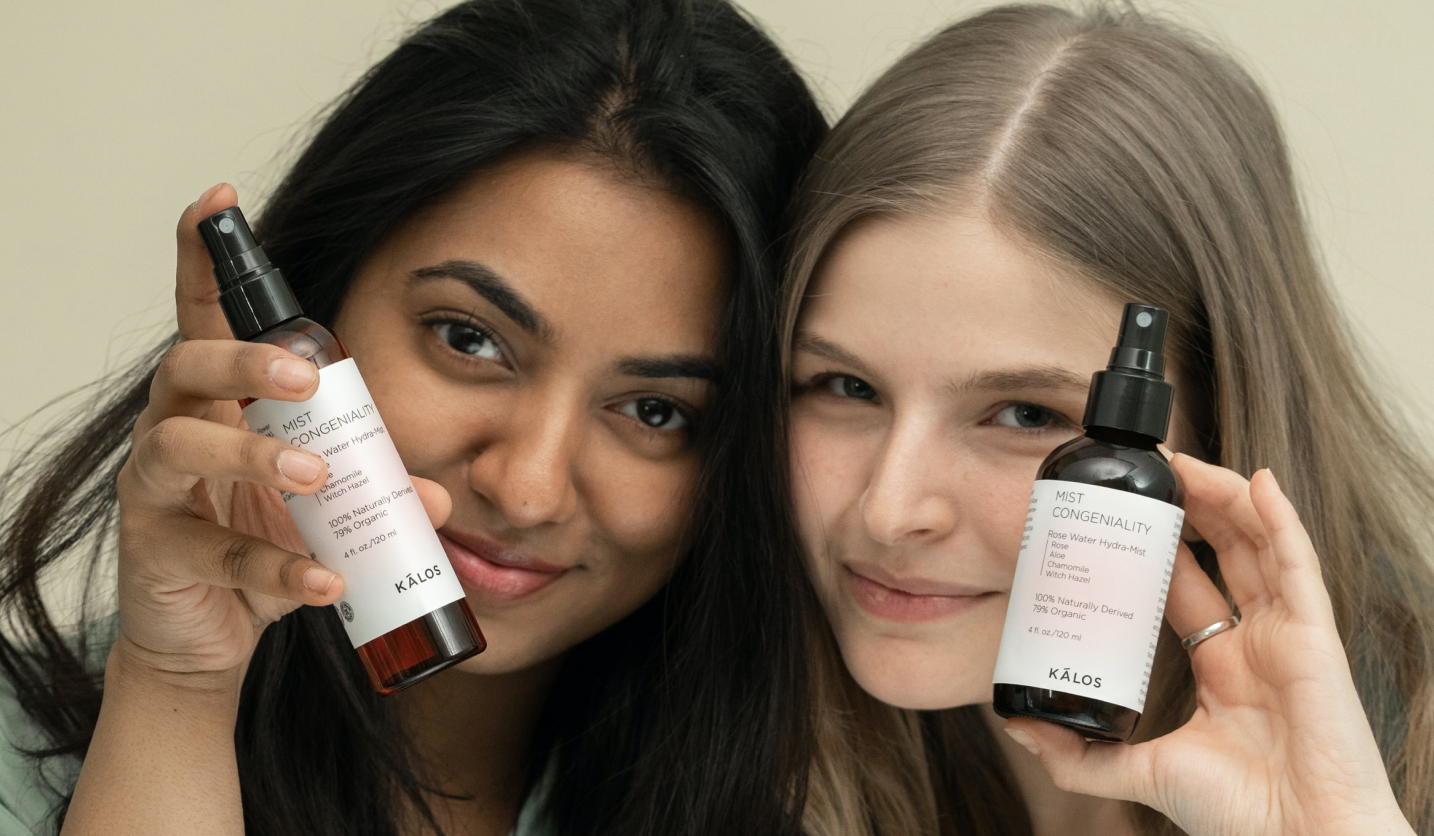 MIST
CONGENIALITY
Water Hydra-Mist
Chamomile
Witch Hazel
100% Naturally Derived
79% Organic
4 fl. oz./120 ml
KĀLOS
MIST
CONGENIALITY
Rose Water Hydra-Mist
Rose
Aloe
Chamomile
Witch Hazel
100% Naturally Derived
79% Organic
4 fl. oz./120 ml
KĀLOS